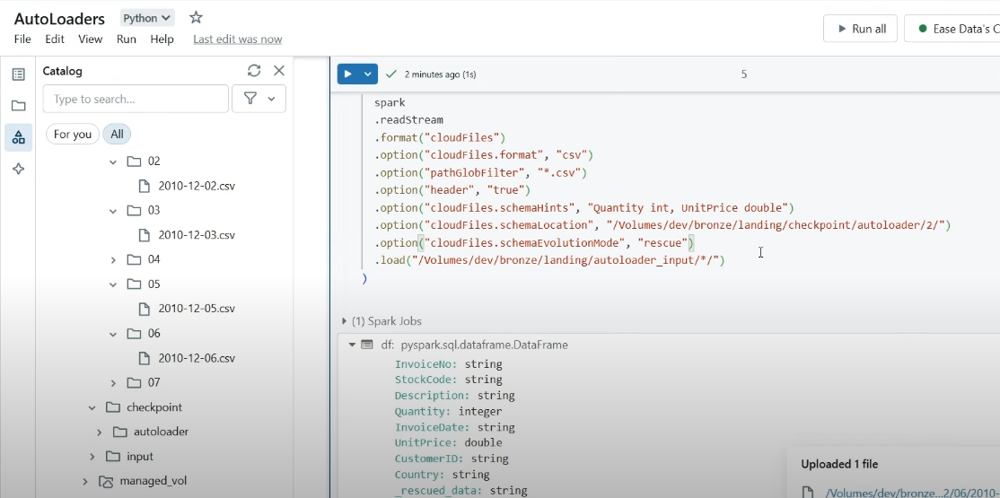 AutoLoaders Python
File Edit View Run Help Last edit was now
Run all
Ease Data's C
Catalog
Type to search...
For you All
02
2010-12-02.csv
03
2010-12-03.csv
04
05
2010-12-05.csv
06
2010-12-06.csv
07
checkpoint
autoloader
input
managed_vol
2 minutes ago (1s)
5
spark
.readStream
.format("cloudFiles")
.option("cloudFiles.format", "csv")
.option("pathGlobFilter", "*.csv")
.option("header", "true")
.option("cloudFiles.schemaHints", "Quantity int, UnitPrice double")
.option("cloudFiles.schemaLocation", "/Volumes/dev/bronze/landing/checkpoint/autoloader/2/")
.option("cloudFiles.schemaEvolutionMode", "rescue")
.load("/Volumes/dev/bronze/landing/autoloader_input/*/")
)
(1) Spark Jobs
df: pyspark.sql.dataframe.DataFrame
InvoiceNo: string
StockCode: string
Description: string
Quantity: integer
InvoiceDate: string
UnitPrice: double
CustomerID: string
Country: string
_rescued_data: string
Uploaded 1 file
/Volumes/dev/bronze...2/06/2010-